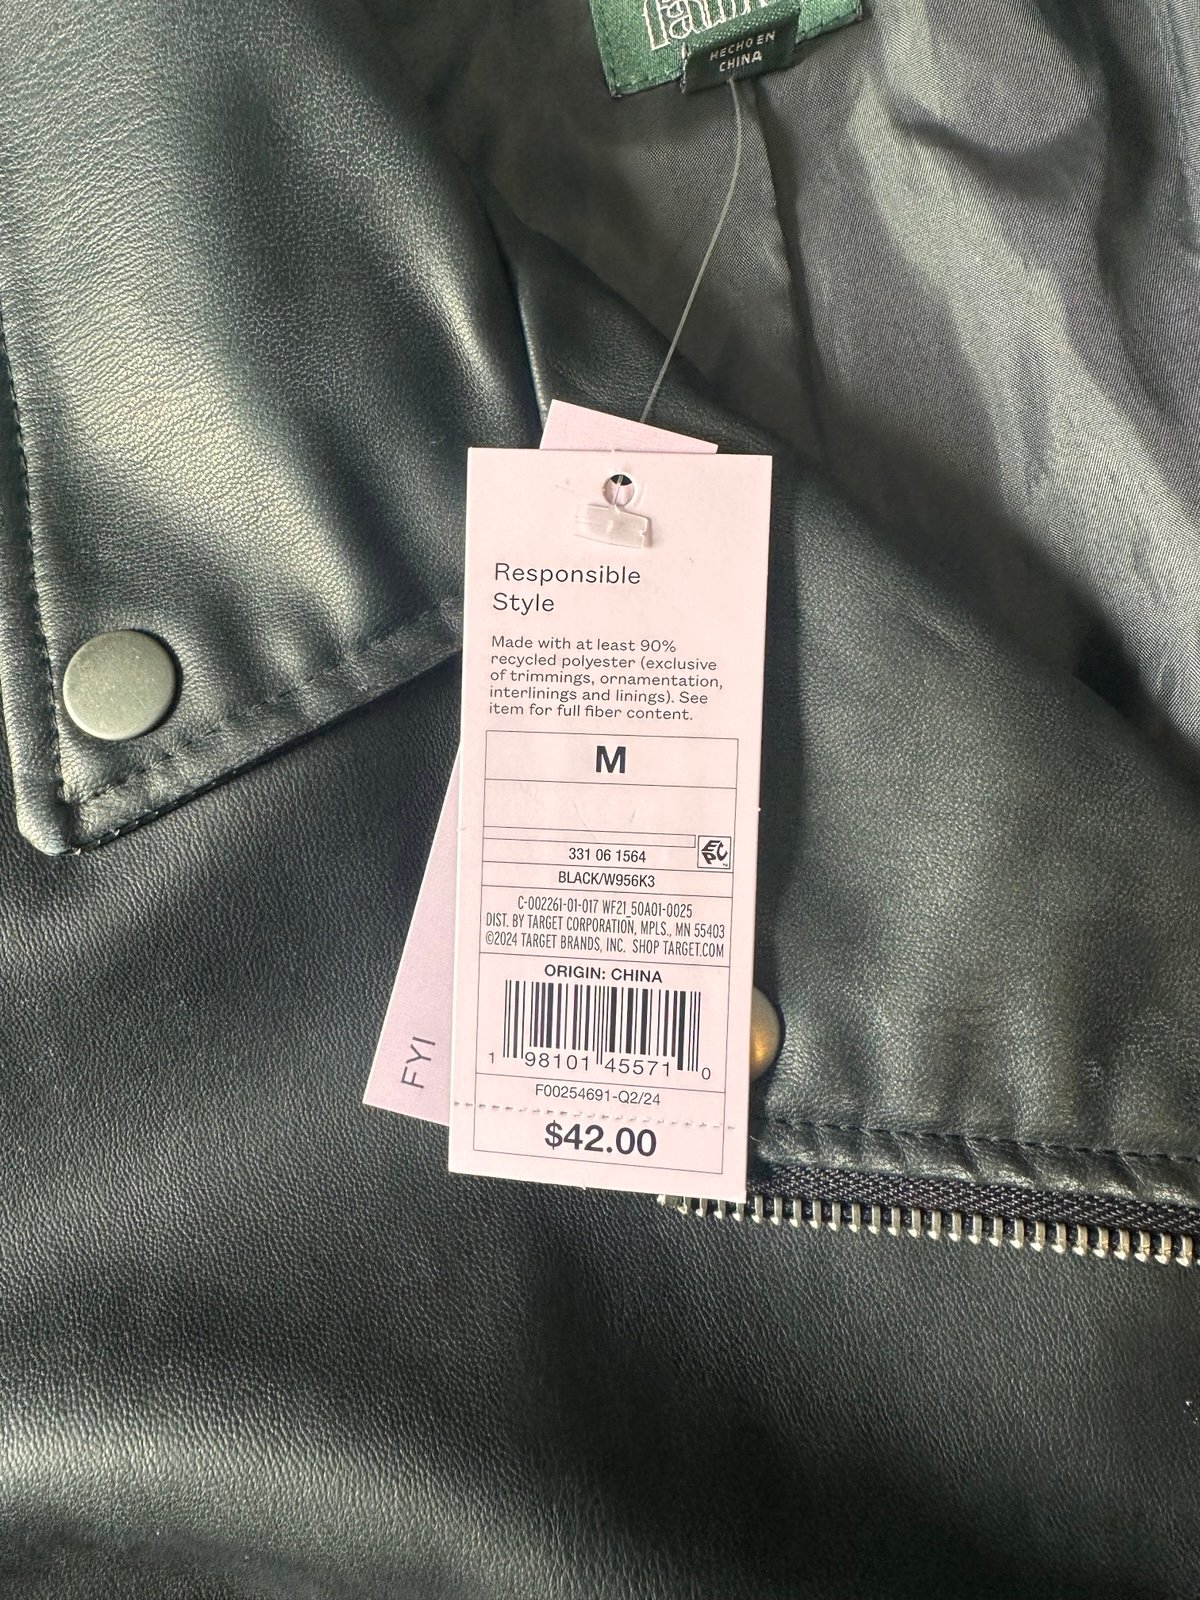 HECHO EN
CHINA
Responsible
Style
Made with at least 90%
recycled polyester (exclusive
of trimmings, ornamentation,
interlinings and linings). See
item for full fiber content.
M
331 06 1564
EPC
BLACK/W956K3
C-002261-01-017 WF21_50A01-0025
DIST. BY TARGET CORPORATION, MPLS., MN 55403
©2024 TARGET BRANDS, INC. SHOP TARGET.COM
ORIGIN: CHINA
1 98101 45571 0
F00254691-Q2/24
$42.00
FYI